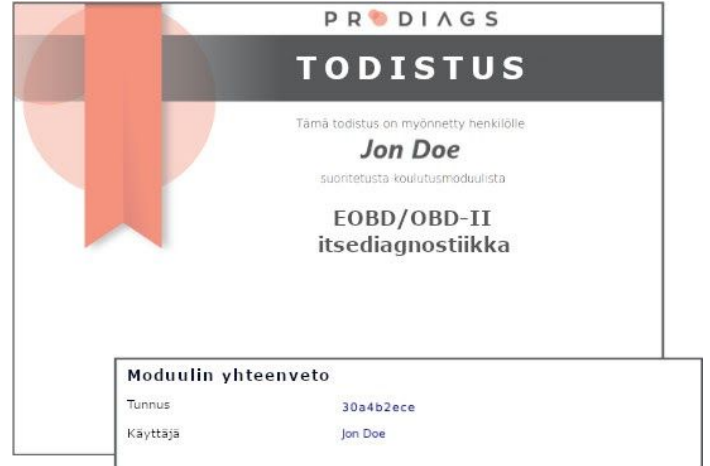 PRODIAGS
TODISTUS
Tämä todistus on myönnetty henkilölle
Jon Doe
suoritetusta koulutusmoduulista
EOBD/OBD-II
itsediagnostiikka
Moduulin yhteenveto
Tunnus 30a4b2ece
Käyttäjä Jon Doe